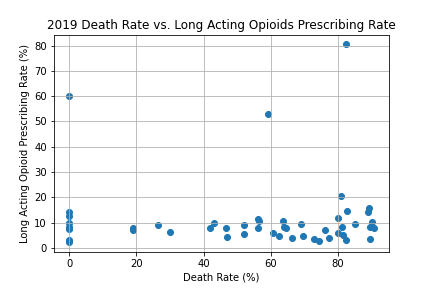 2019 Death Rate vs. Long Acting Opioids Prescribing Rate
Long Acting Opioid Prescribing Rate (%)
80
70
60
50
40
30
20
10
0
0 20 40 60 80
Death Rate (%)